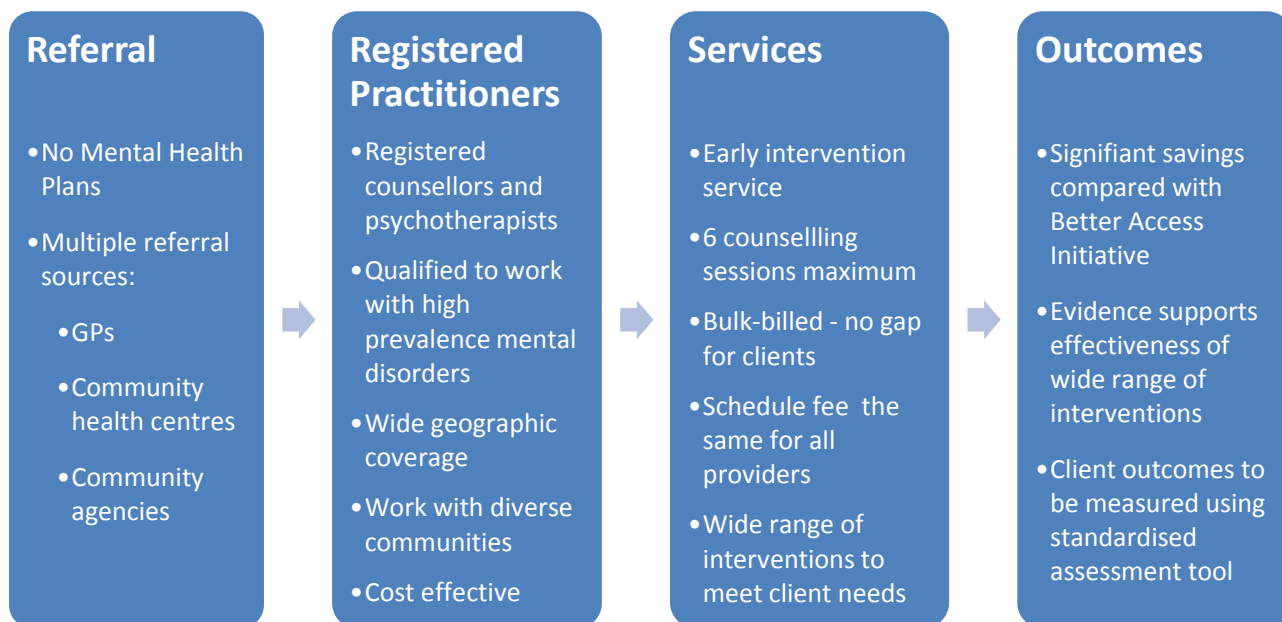 Referral
•No Mental Health
Plans
•Multiple referral
sources:
•GPs
•Community
health centres
•Community
agencies
Registered
Practitioners
•Registered
counsellors and
psychotherapists
•Qualified to work
with high
prevalence mental
disorders
•Wide geographic
coverage
•Work with diverse
communities
•Cost effective
Services
•Early intervention
service
•6 counsellling
sessions maximum
•Bulk-billed - no gap
for clients
•Schedule fee  the
same for all
providers
•Wide range of
interventions to
meet client needs
Outcomes
•Signifiant savings
compared with
Better Access
Initiative
•Evidence supports
effectiveness of
wide range of
interventions
•Client outcomes to
be measured using
standardised
assessment tool